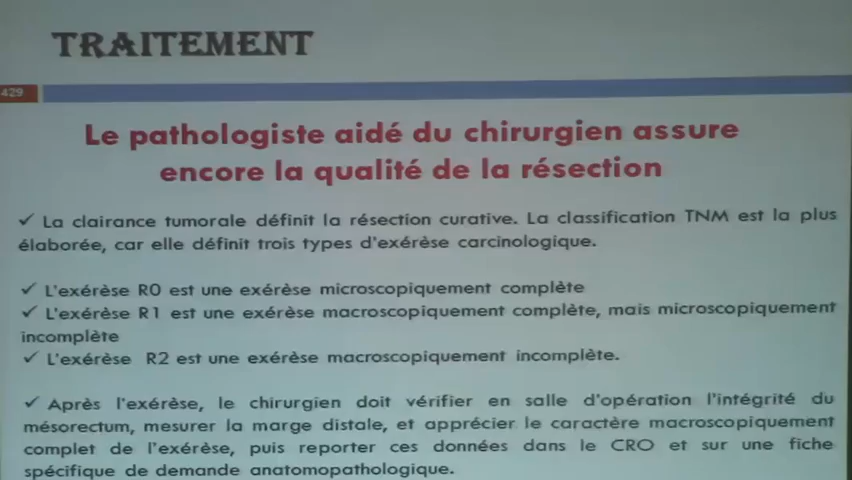 TRAITEMENT
429
Le pathologiste aidé du chirurgien assure
encore la qualité de la résection
✓ La clairance tumorale définit la résection curative. La classification TNM est la plus
élaborée, car elle définit trois types d'exérèse carcinologique.
✓ L'exérèse R0 est une exérèse microscopiquement complète
✓ L'exérèse R1 est une exérèse macroscopiquement complète, mais microscopiquement
incomplète
✓ L'exérèse R2 est une exérèse macroscopiquement incomplète.
✓ Après l'exérèse, le chirurgien doit vérifier en salle d'opération l'intégrité du
mésorectum, mesurer la marge distale, et apprécier le caractère macroscopiquement
complet de l'exérèse, puis reporter ces données dans le CRO et sur une fiche
spécifique de demande anatomopathologique.